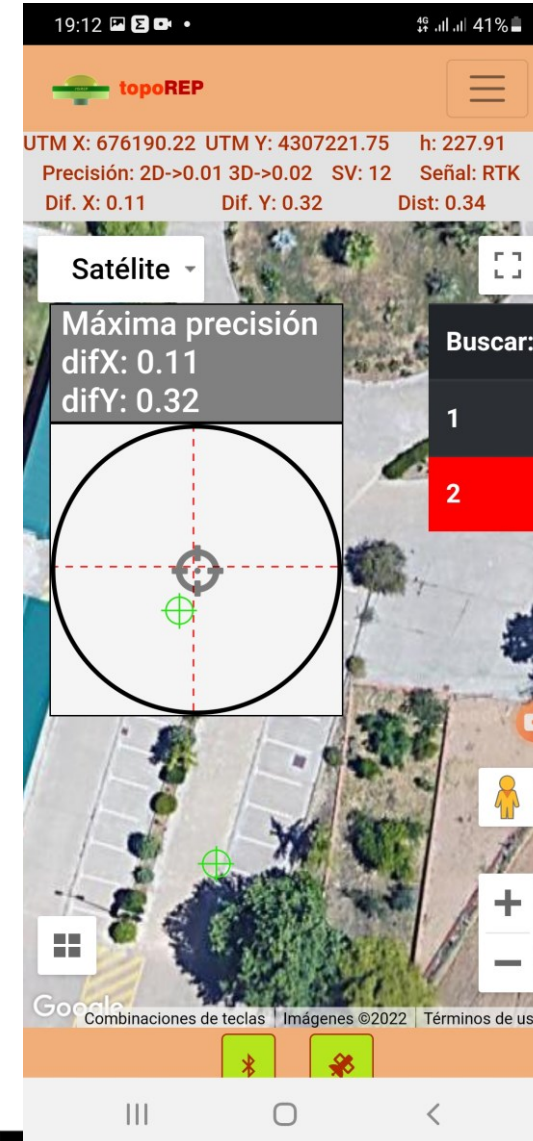 19:12 41%
topoREP
UTM X: 676190.22 UTM Y: 4307221.75 h: 227.91
Precisión: 2D->0.01 3D->0.02 SV: 12 Señal: RTK
Dif. X: 0.11 Dif. Y: 0.32 Dist: 0.34
Satélite
Máxima precisión
difX: 0.11
difY: 0.32
Buscar:
1
2
Google
Combinaciones de teclas Imágenes ©2022 Términos de us